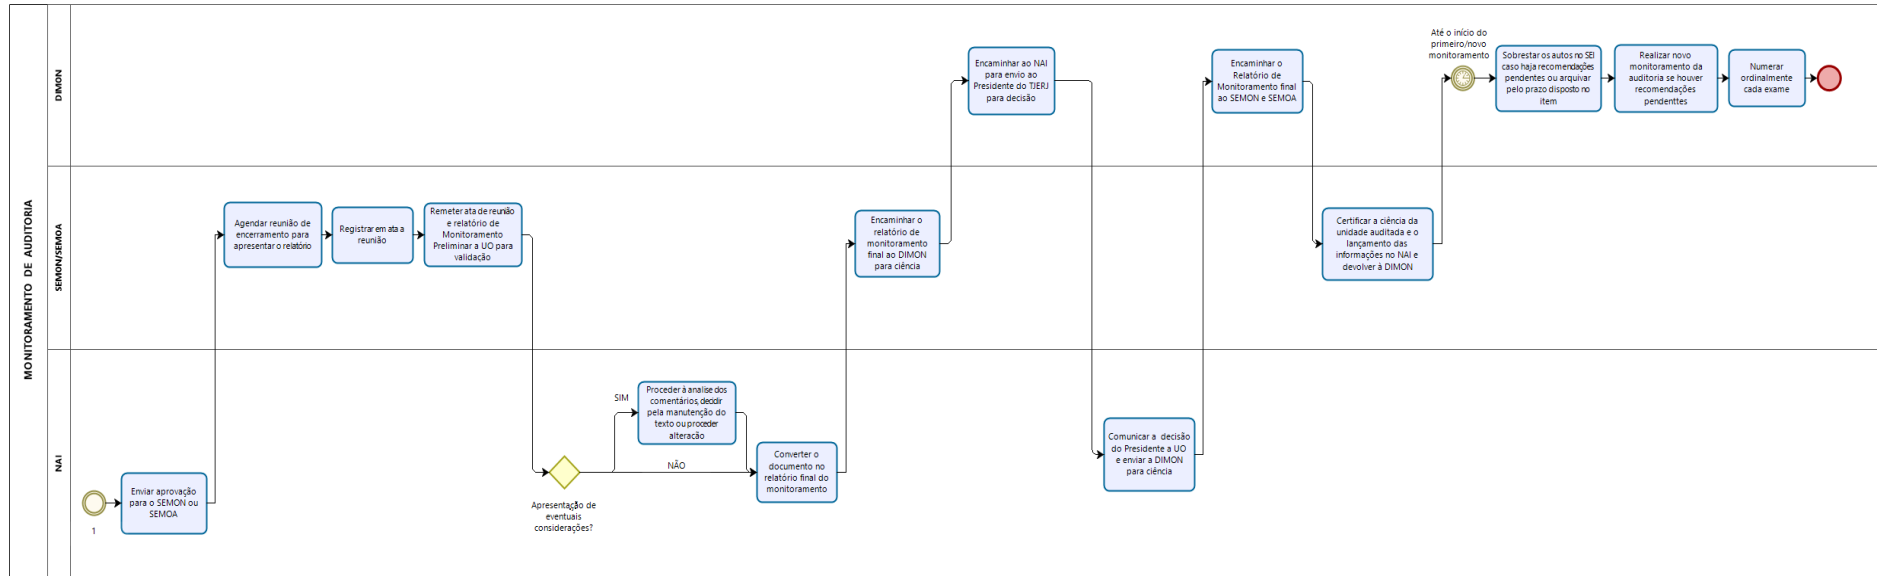 MONITORAMENTO DE AUDITORIA
DIMON
SEMON/SEMOA
NAI
1
Enviar aprovação
para o SEMON ou
SEMOA
Agendar reunião de
encerramento para
apresentar o relatório
Registrar em ata a
reunião
Remeter ata de reunião
e relatório de
Monitoramento
Preliminar a UO para
validação
Apresentação de
eventuais
considerações?
SIM
NÃO
Proceder à analise dos
comentários, decidir
pela manutenção do
texto ou proceder
alteracão
Converter o
documento no
relatório final do
monitoramento
Encaminhar o
relatório de
monitoramento
final ao DIMON
para ciência
Encaminhar ao NAI
para envio ao
Presidente do TJERJ
para decisão
Comunicar a decisão
do Presidente a UO
e enviar a DIMON
para ciência
Encaminhar o
Relatório de
Monitoramento final
ao SEMON e SEMOA
Certificar a ciência da
unidade auditada e o
lançamento das
informações no NAI e
devolver à DIMON
Até o início do
primeiro/novo
monitoramento
Sobrestar os autos no SEI
caso haja recomendações
pendentes ou arquivar
pelo prazo disposto no
item
Realizar novo
monitoramento da
auditoria se houver
recomendações
pendenttes
Numerar
ordinalmente
cada exame